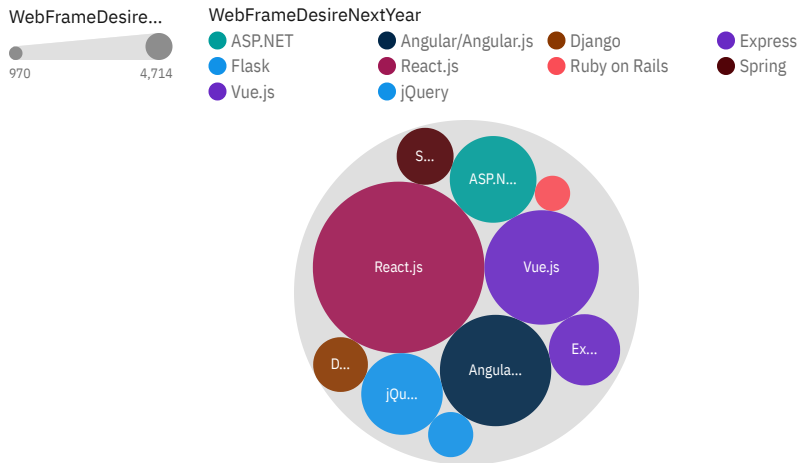 WebFrameDesire...
970 4,714
WebFrameDesireNextYear
ASP.NET Angular/Angular.js Django Express
Flask React.js Ruby on Rails Spring
Vue.js jQuery
S...
ASP.N...
React.js
Vue.js
Ex...
D...
Angula...
jQu...